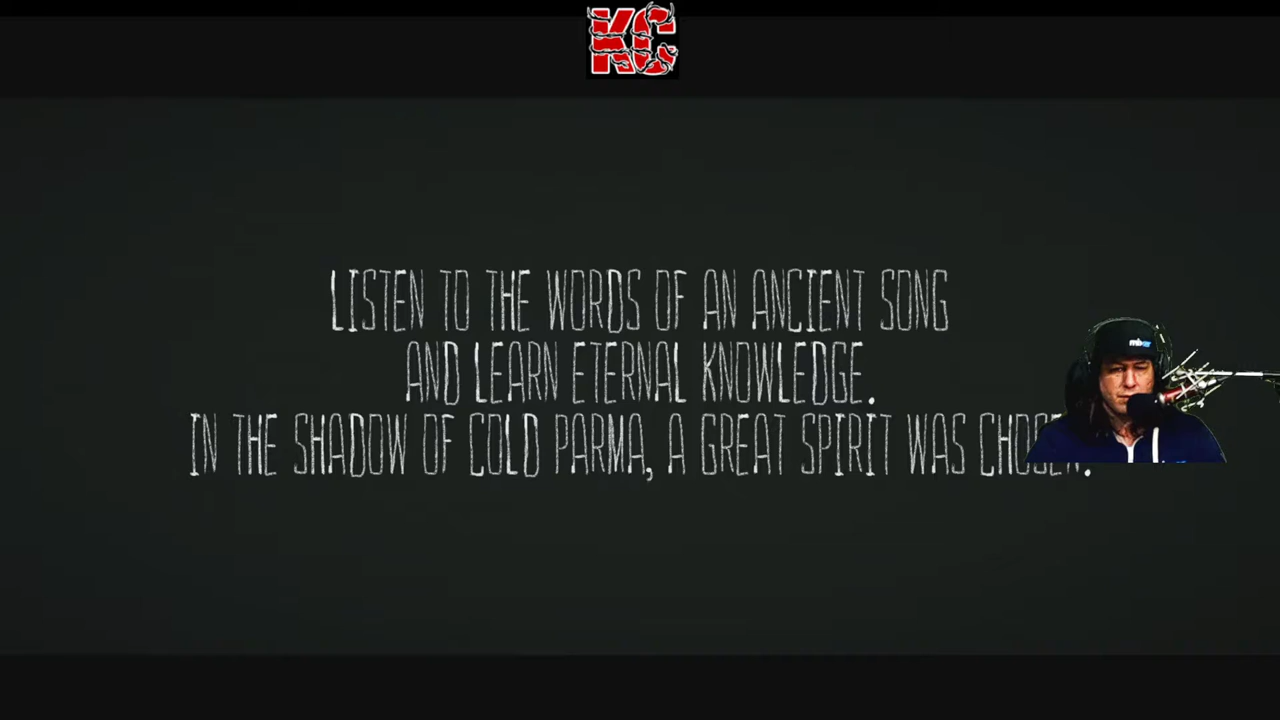 KC
LISTEN TO THE WORDS OF AN ANCIENT SONG
AND LEARN ETERNAL KNOWLEDGE.
IN THE SHADOW OF COLD PARMA, A GREAT SPIRIT WAS CHOSEN.